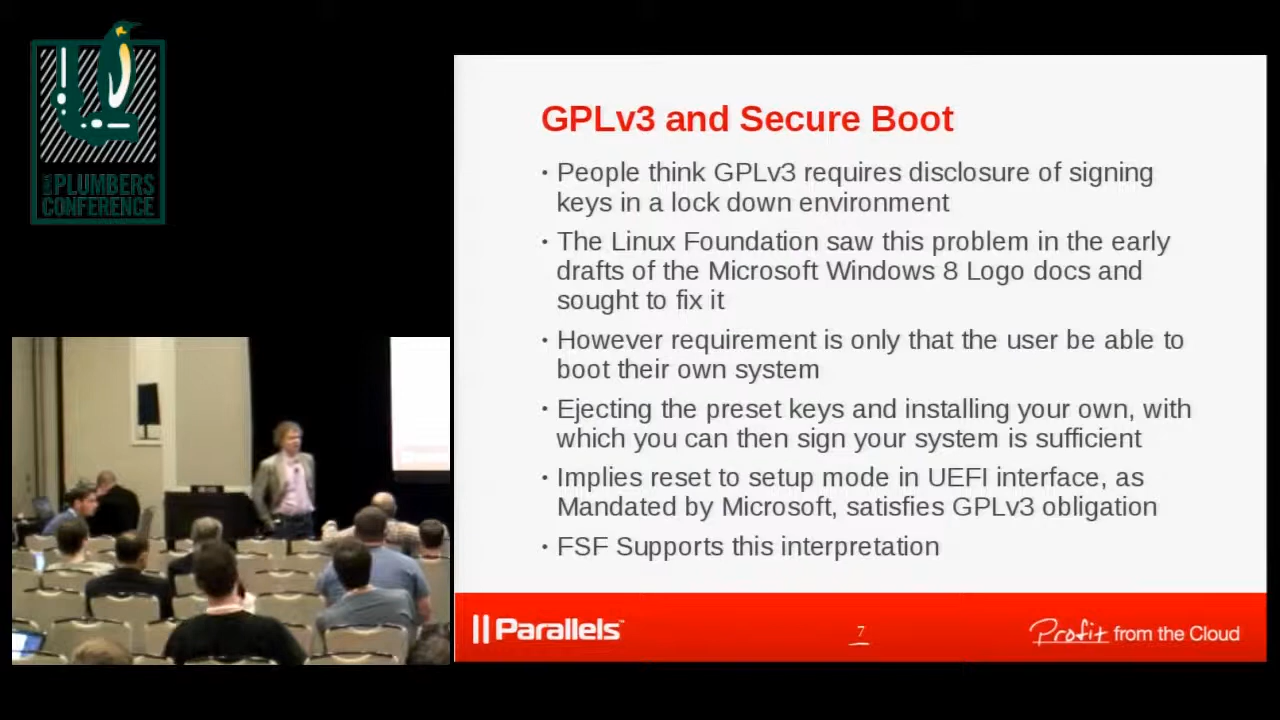 LINUX PLUMBERS
CONFERENCE
GPLv3 and Secure Boot
• People think GPLv3 requires disclosure of signing
keys in a lock down environment
• The Linux Foundation saw this problem in the early
drafts of the Microsoft Windows 8 Logo docs and
sought to fix it
• However requirement is only that the user be able to
boot their own system
• Ejecting the preset keys and installing your own, with
which you can then sign your system is sufficient
• Implies reset to setup mode in UEFI interface, as
Mandated by Microsoft, satisfies GPLv3 obligation
• FSF Supports this interpretation
Parallels
7
Profit from the Cloud